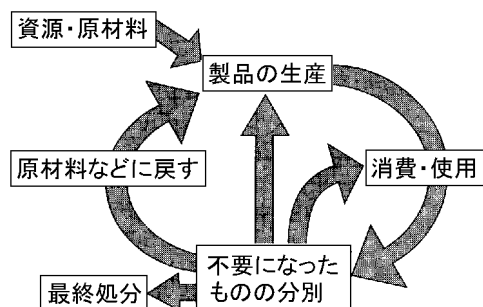 資源・原材料
製品の生産
原材料などに戻す
消費・使用
不要になった
ものの分別
最終処分